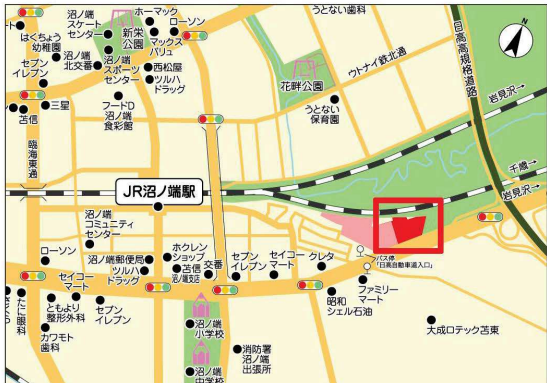 沼ノ端
スケート
センター
はくちょう
幼稚園
沼ノ端
北交番
セブン
イレブン
三星
苫信
新栄
公園
ホーマック
ローソン
マックス
バリュ
西松屋
ツルハ
ドラッグ
沼ノ端
スポーツ
センター
フードD
沼ノ端
食彩館
うとない歯科
ウトナイ鉄北通
花畔公園
うとない
保育園
日高高規格道路
岩見沢→
千歳→
岩見沢→
臨海東通
JR沼ノ端駅
沼ノ端
コミュニティ
センター
ローソン
セイコー
マート
ともより
整形外科
たに眼科
カワモト
歯科
セブン
イレブン
沼ノ端郵便局
ツルハ
ドラッグ
ホクレン
ショップ
苫信
沼ノ端支店
交番
セブン
イレブン
セイコー
マート
クレタ
バス停
「日高自動車道入口」
ファミリー
マート
昭和
シェル石油
大成ロテック苫東
沼ノ端
小学校
消防署
沼ノ端
出張所
沼ノ端
中学校